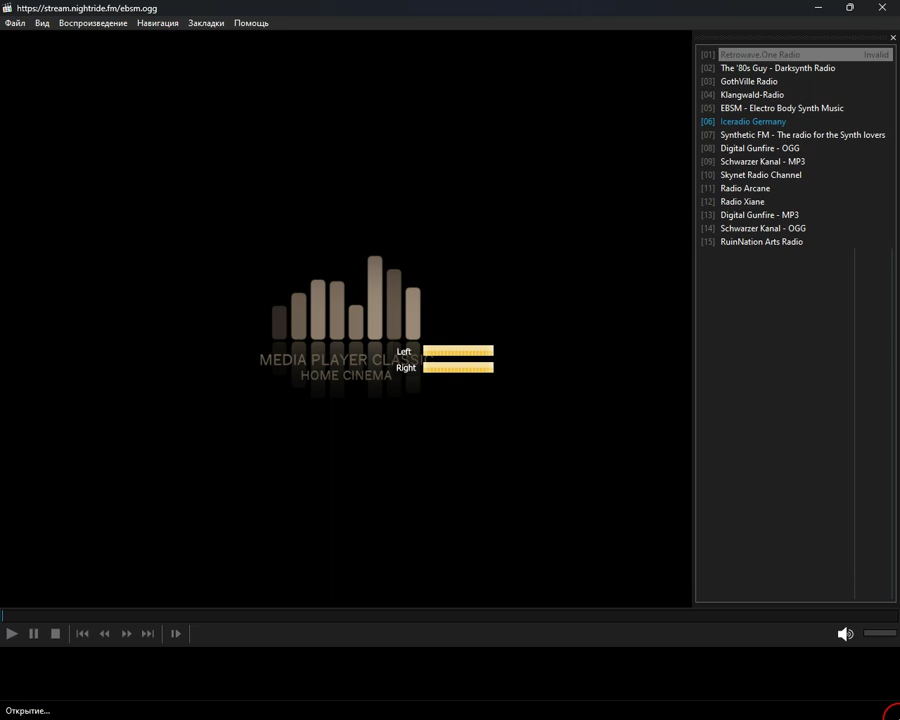 https://stream.nightride.fm/ebsm.ogg
Файл Вид Воспроизведение Навигация Закладки Помощь
[01] Retrowave.One Radio Invalid
[02] The '80s Guy - Darksynth Radio
[03] GothVille Radio
[04] Klangwald-Radio
[05] EBSM - Electro Body Synth Music
[06] Iceradio Germany
[07] Synthetic FM - The radio for the Synth lovers
[08] Digital Gunfire - OGG
[09] Schwarzer Kanal - MP3
[10] Skynet Radio Channel
[11] Radio Arcane
[12] Radio Xiane
[13] Digital Gunfire - MP3
[14] Schwarzer Kanal - OGG
[15] RuinNation Arts Radio
Left
MEDIA PLAYER CLASSIC
Right
HOME CINEMA
Открытие...